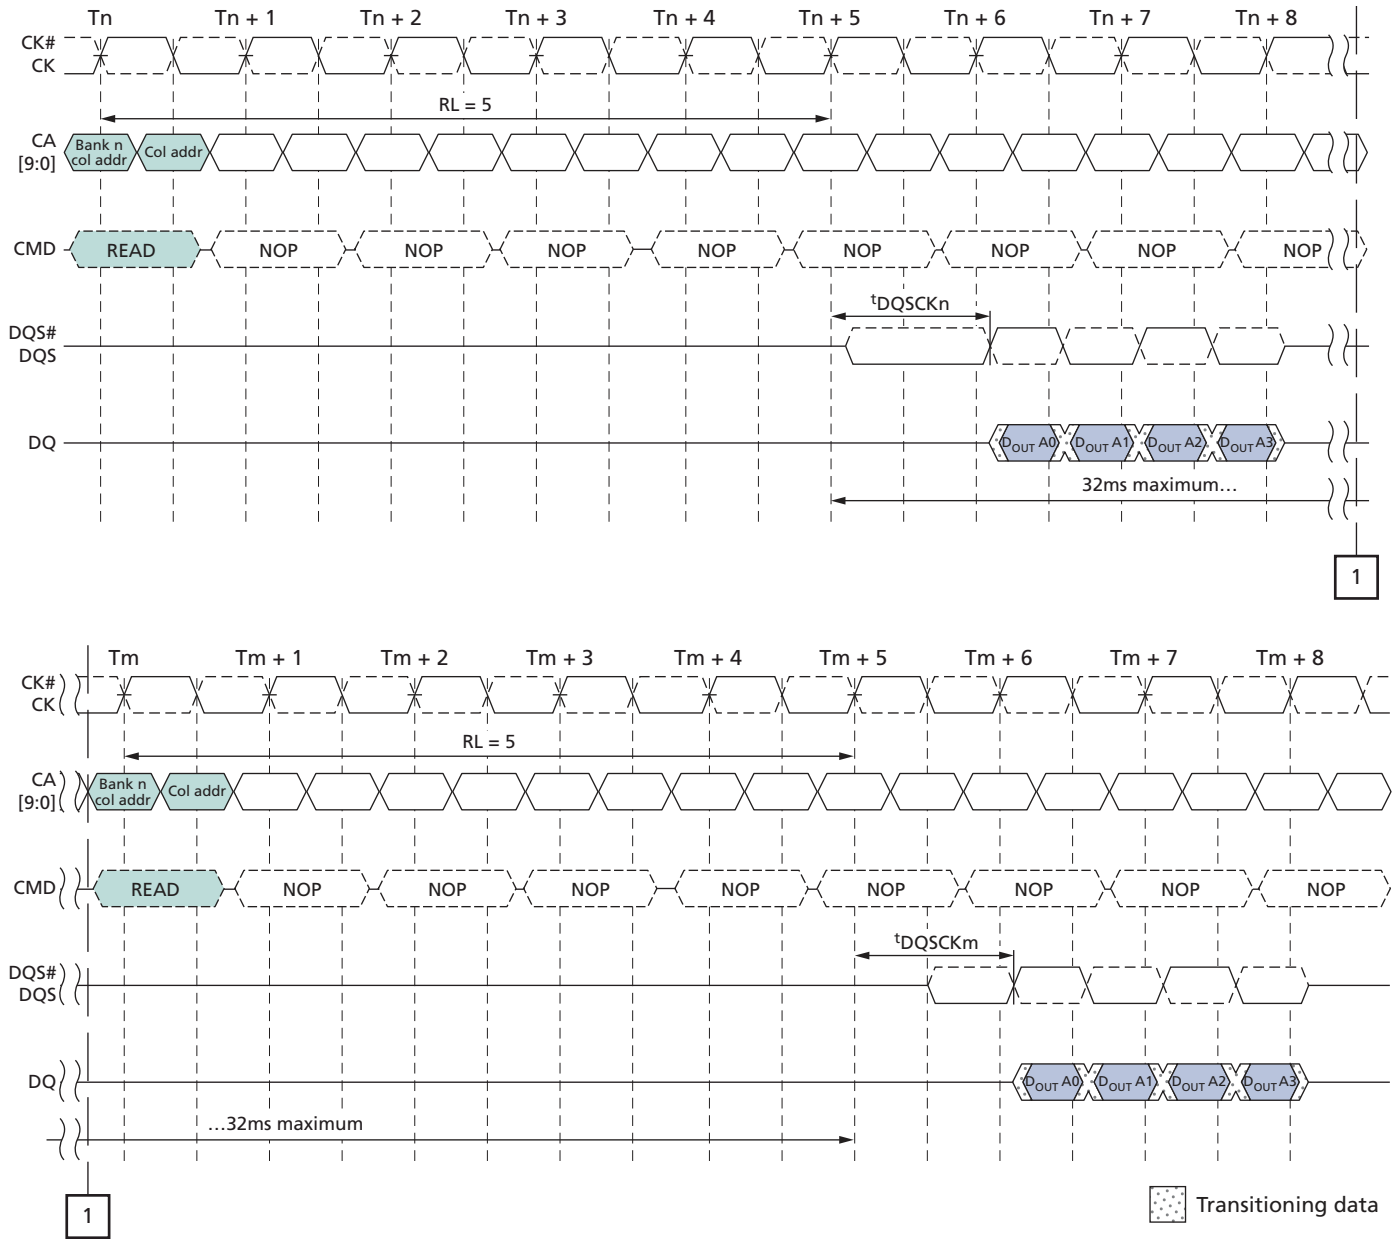 Tn Tn + 1 Tn + 2 Tn + 3 Tn + 4 Tn + 5 Tn + 6 Tn + 7 Tn + 8
CK#
CK
RL = 5
CA
[9:0]
Bank n
col addr
Col addr
CMD READ NOP NOP NOP NOP NOP NOP NOP NOP
tDQSCKn
DQS#
DQS
DQ DOUT A0 DOUT A1 DOUT A2 DOUT A3
32ms maximum…
1
Tm Tm + 1 Tm + 2 Tm + 3 Tm + 4 Tm + 5 Tm + 6 Tm + 7 Tm + 8
CK#
CK
RL = 5
CA
[9:0]
Bank n
col addr
Col addr
CMD READ NOP NOP NOP NOP NOP NOP NOP NOP
tDQSCKm
DQS#
DQS
DQ DOUT A0 DOUT A1 DOUT A2 DOUT A3
…32ms maximum
1
Transitioning data